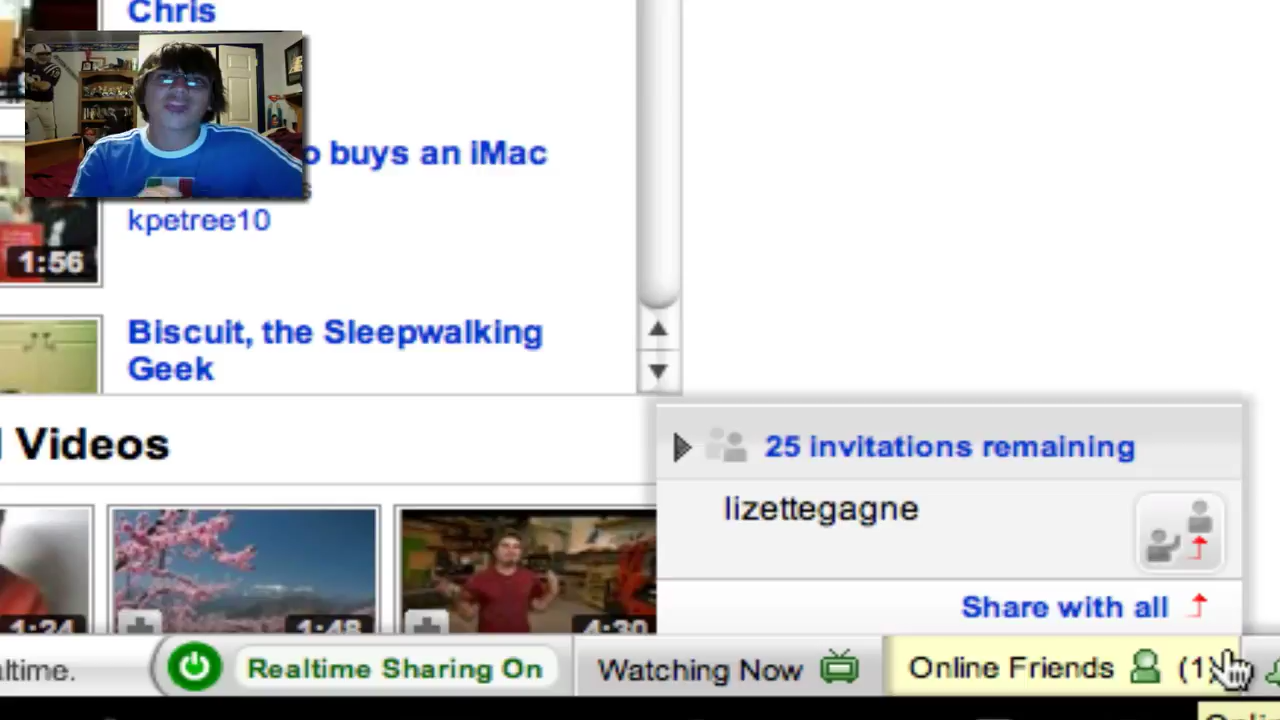 Chris
o buys an iMac
kpetree10
1:56
Biscuit, the Sleepwalking
Geek
Videos
25 invitations remaining
lizettegagne
Share with all
1:24
1:48
4:30
Realtime Sharing On
Watching Now
Online Friends (1)